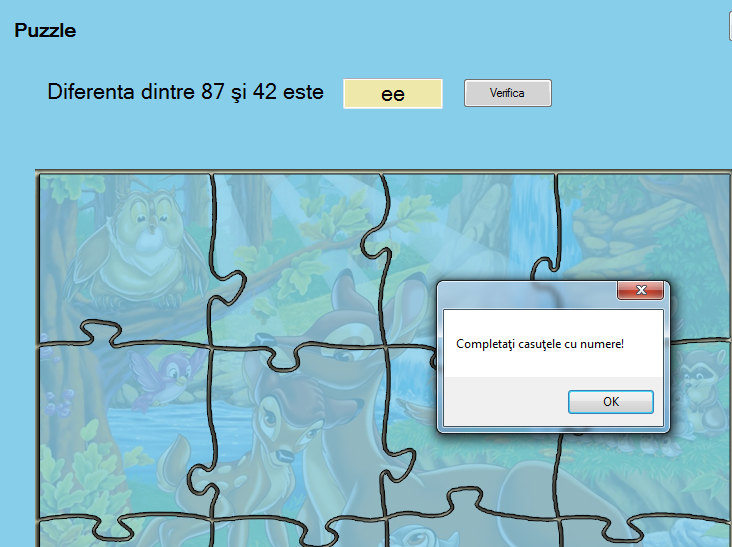 Puzzle
Diferenta dintre 87 şi 42 este ee Verifica
Completaţi casuţele cu numere!
OK